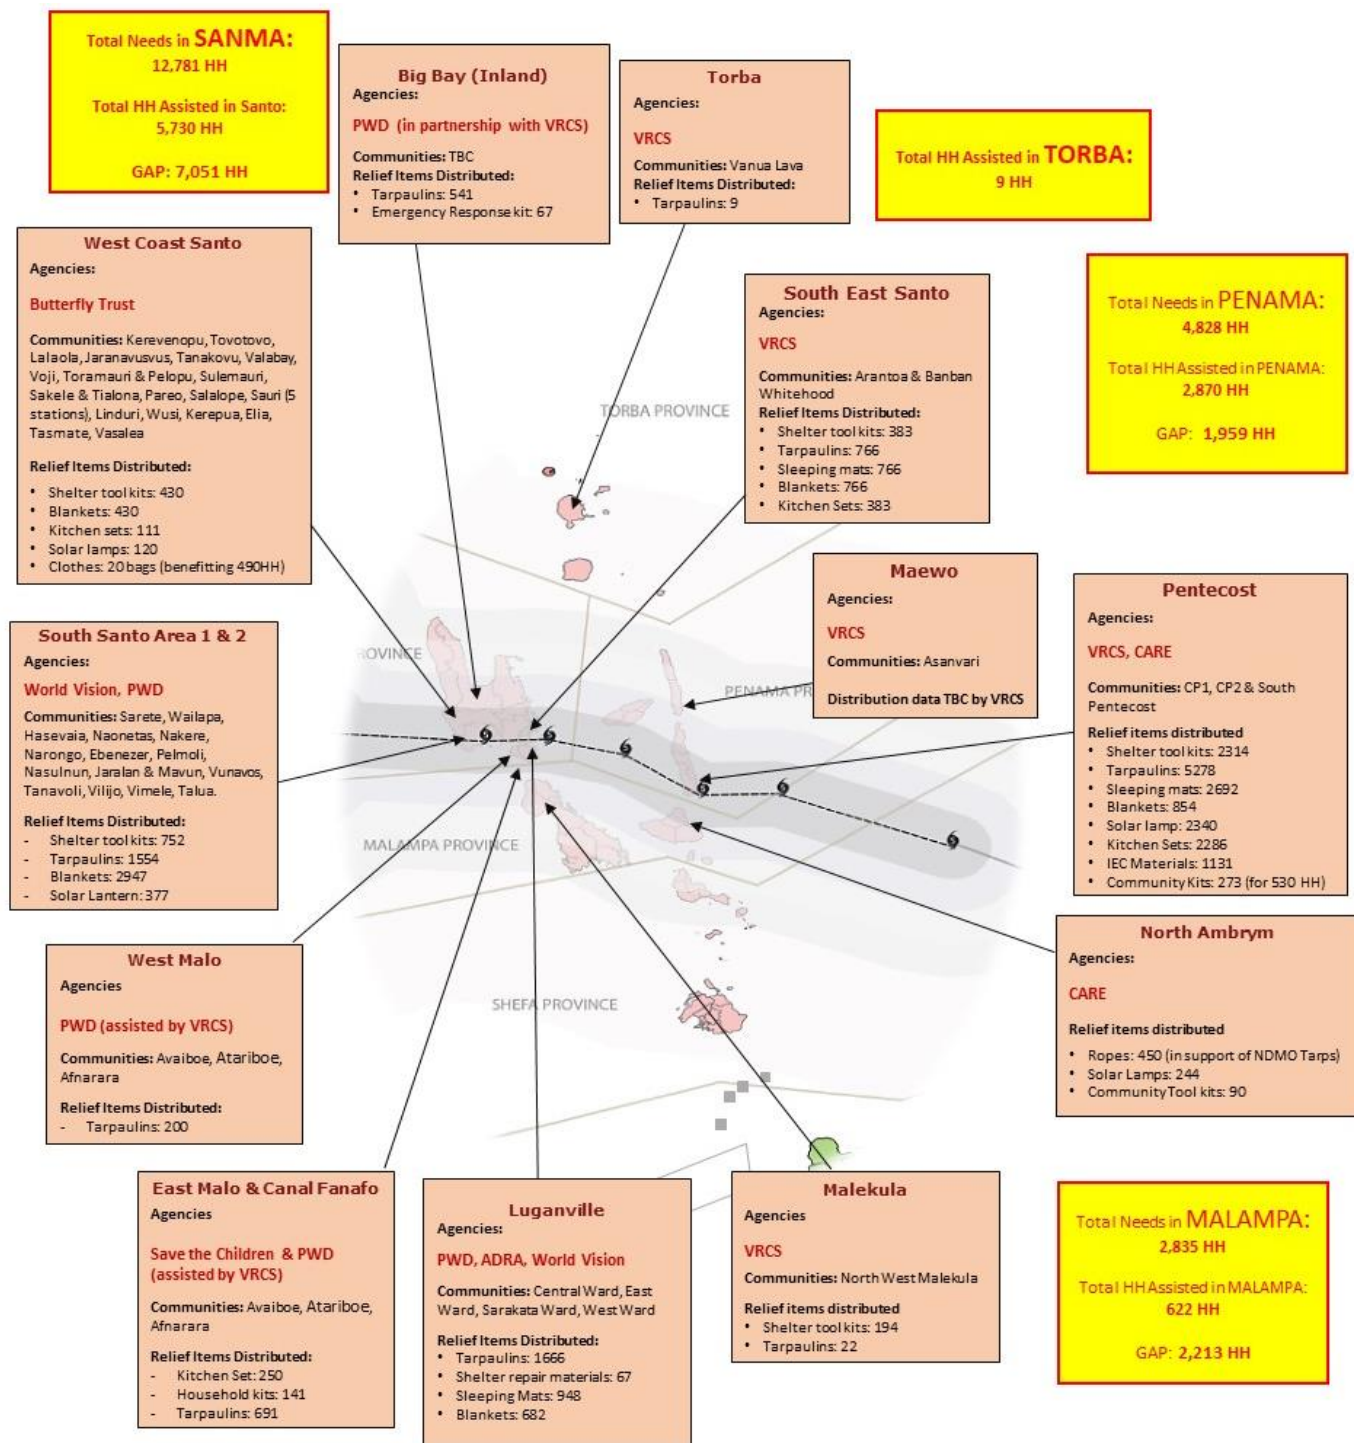 Total Needs in SANMA:
12,781 HH
Total HH Assisted in Santo:
5,730 HH
GAP: 7,051 HH
Big Bay (Inland)
Agencies:
PWD (in partnership with VRCS)
Communities: TBC
Relief Items Distributed:
• Tarpaulins: 541
• Emergency Response kit: 67
Torba
Agencies:
VRCS
Communities: Vanua Lava
Relief Items Distributed:
• Tarpaulins: 9
Total HH Assisted in TORBA:
9 HH
West Coast Santo
Agencies:
Butterfly Trust
Communities: Kerevenopu, Tovotovo,
Lalaola, Jaranavusvus, Tanakovu, Valabay,
Voji, Toramauri & Pelopu, Sulemauri,
Sakele & Tialona, Pareo, Salalope, Sauri (5
stations), Linduri, Wusi, Kerepua, Elia,
Tasmate, Vasalea
Relief Items Distributed:
• Shelter tool kits: 430
• Blankets: 430
• Kitchen sets: 111
• Solar lamps: 120
• Clothes: 20 bags (benefitting 490HH)
South East Santo
Agencies:
VRCS
Communities: Arantoa & Banban
Whitehood
Relief Items Distributed:
• Shelter tool kits: 383
• Tarpaulins: 766
• Sleeping mats: 766
• Blankets: 766
• Kitchen Sets: 383
Total Needs in PENAMA:
4,828 HH
Total HH Assisted in PENAMA:
2,870 HH
GAP: 1,959 HH
TORBA PROVINCE
Maewo
Agencies:
VRCS
Communities: Asanvari
Distribution data TBC by VRCS
Pentecost
Agencies:
VRCS, CARE
Communities: CP1, CP2 & South
Pentecost
Relief items distributed
• Shelter tool kits: 2314
• Tarpaulins: 5278
• Sleeping mats: 2692
• Blankets: 854
• Solar lamp: 2340
• Kitchen Sets: 2286
• IEC Materials: 1131
• Community Kits: 273 (for 530 HH)
South Santo Area 1 & 2
Agencies:
World Vision, PWD
Communities: Sarete, Wailapa,
Hasevaia, Naonetas, Nakere,
Narongo, Ebenezer, Pelmoli,
Nasulnun, Jaralan & Mavun, Vunavos,
Tanavoli, Vilijo, Vimele, Talua.
Relief Items Distributed:
- Shelter tool kits: 752
- Tarpaulins: 1554
- Blankets: 2947
- Solar Lantern: 377
ROVINCE
PENAMA PR
MALAMPA PROVINCE
SHEFA PROVINCE
West Malo
Agencies
PWD (assisted by VRCS)
Communities: Avaiboe, Atariboe,
Afnarara
Relief Items Distributed:
- Tarpaulins: 200
North Ambrym
Agencies:
CARE
Relief items distributed
• Ropes: 450 (in support of NDMO Tarps)
• Solar Lamps: 244
• Community Tool kits: 90
East Malo & Canal Fanafo
Agencies
Save the Children & PWD
(assisted by VRCS)
Communities: Avaiboe, Atariboe,
Afnarara
Relief Items Distributed:
- Kitchen Set: 250
- Household kits: 141
- Tarpaulins: 691
Luganville
Agencies:
PWD, ADRA, World Vision
Communities: Central Ward, East
Ward, Sarakata Ward, West Ward
Relief Items Distributed:
• Tarpaulins: 1666
• Shelter repair materials: 67
• Sleeping Mats: 948
• Blankets: 682
Malekula
Agencies
VRCS
Communities: North West Malekula
Relief items distributed
• Shelter tool kits: 194
• Tarpaulins: 22
Total Needs in MALAMPA:
2,835 HH
Total HH Assisted in MALAMPA:
622 HH
GAP: 2,213 HH